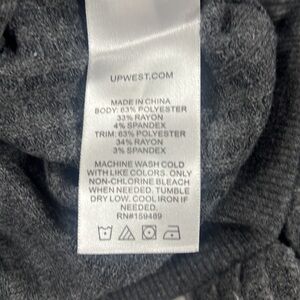 UPWEST.COM
MADE IN CHINA
BODY: 63% POLYESTER
33% RAYON
4% SPANDEX
TRIM: 63% POLYESTER
34% RAYON
3% SPANDEX
MACHINE WASH COLD
WITH LIKE COLORS. ONLY
NON-CHLORINE BLEACH
WHEN NEEDED. TUMBLE
DRY LOW. COOL IRON IF
NEEDED.
RN#159489